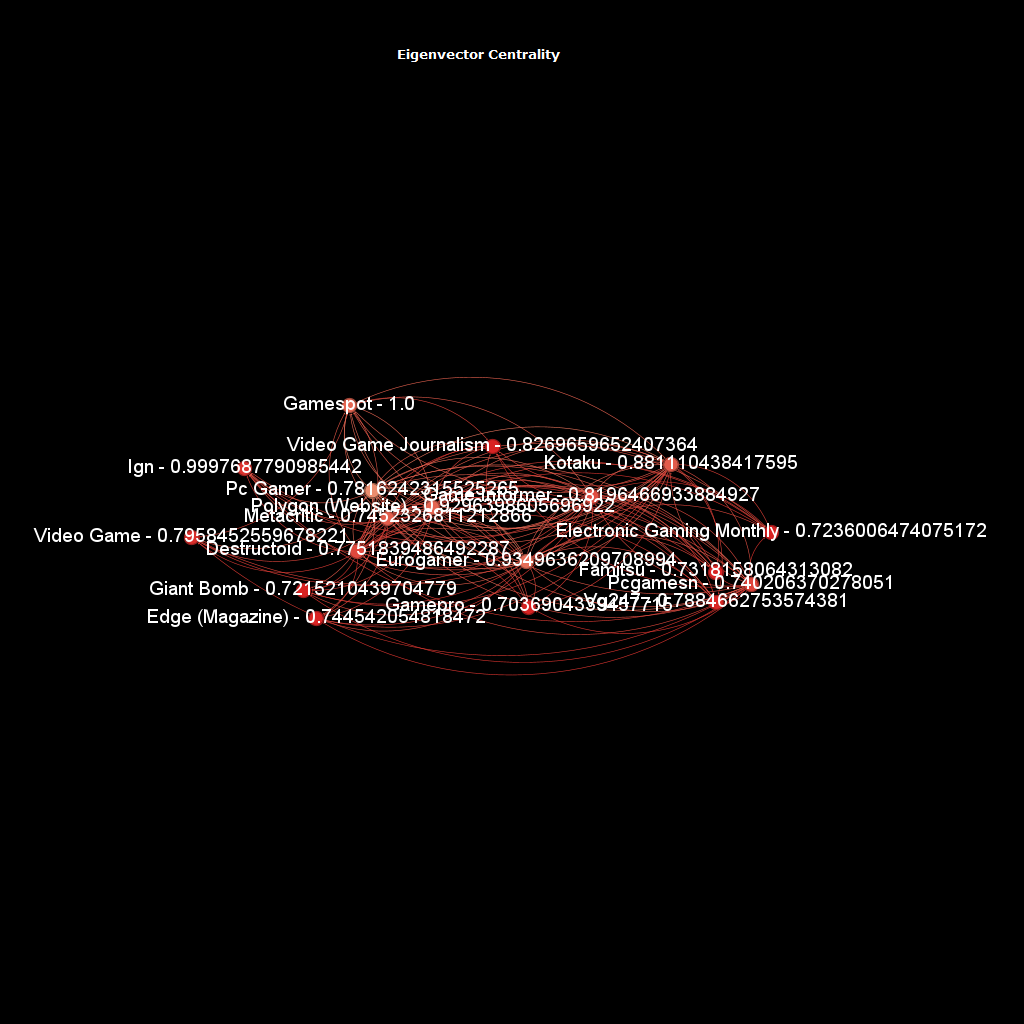 Eigenvector Centrality
Gamespot - 1.0
Video Game Journalism - 0.8269659652407364
Kotaku - 0.881110438417595
Ign - 0.9997687790985442
Pc Gamer - 0.7816242315525265
Game Informer - 0.8196466933884927
Polygon (Website) - 0.9296398605696922
Metacritic - 0.7452326811212866
Electronic Gaming Monthly - 0.7236006474075172
Video Game - 0.7958452559678221
Destructoid - 0.7751839486492287
Eurogamer - 0.9349636209708994
Famitsu - 0.7318158064313082
Pcgamesn - 0.740206370278051
Giant Bomb - 0.7215210439704779
Vg247 - 0.7884662753574381
Gamepro - 0.7036904339457715
Edge (Magazine) - 0.744542054818472